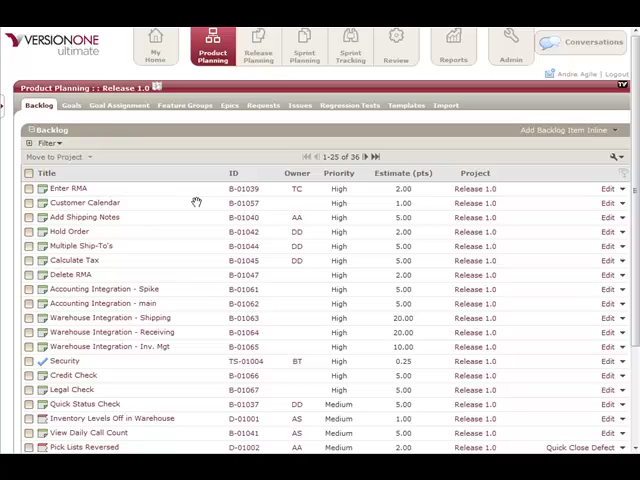 VERSIONONE
ultimate
My Home
Product Planning
Release Planning
Sprint Planning
Sprint Tracking
Review
Reports
Admin
Conversations
Andre Agile | Logout
Product Planning : : Release 1.0
Backlog Goals Goal Assignment Feature Groups Epics Requests Issues Regression Tests Templates Import
Backlog Add Backlog Item Inline
Filter
Move to Project 1-25 of 36
Title ID Owner Priority Estimate (pts) Project
Enter RMA B-01039 TC High 2.00 Release 1.0 Edit
Customer Calendar B-01057 High 1.00 Release 1.0 Edit
Add Shipping Notes B-01040 AA High 5.00 Release 1.0 Edit
Hold Order B-01042 DD High 2.00 Release 1.0 Edit
Multiple Ship-To's B-01044 DD High 5.00 Release 1.0 Edit
Calculate Tax B-01045 DD High 5.00 Release 1.0 Edit
Delete RMA B-01047 High 2.00 Release 1.0 Edit
Accounting Integration - Spike B-01061 High 5.00 Release 1.0 Edit
Accounting Integration - main B-01062 High 5.00 Release 1.0 Edit
Warehouse Integration - Shipping B-01063 High 20.00 Release 1.0 Edit
Warehouse Integration - Receiving B-01064 High 20.00 Release 1.0 Edit
Warehouse Integration - Inv. Mgt B-01065 High 10.00 Release 1.0 Edit
Security TS-01004 BT High 0.25 Release 1.0 Edit
Credit Check B-01066 High 5.00 Release 1.0 Edit
Legal Check B-01067 High 5.00 Release 1.0 Edit
Quick Status Check B-01037 DD Medium 5.00 Release 1.0 Edit
Inventory Levels Off in Warehouse D-01001 AS Medium 1.00 Release 1.0 Edit
View Daily Call Count B-01041 AS Medium 5.00 Release 1.0 Edit
Pick Lists Reversed D-01002 AA Medium 2.00 Release 1.0 Quick Close Defect